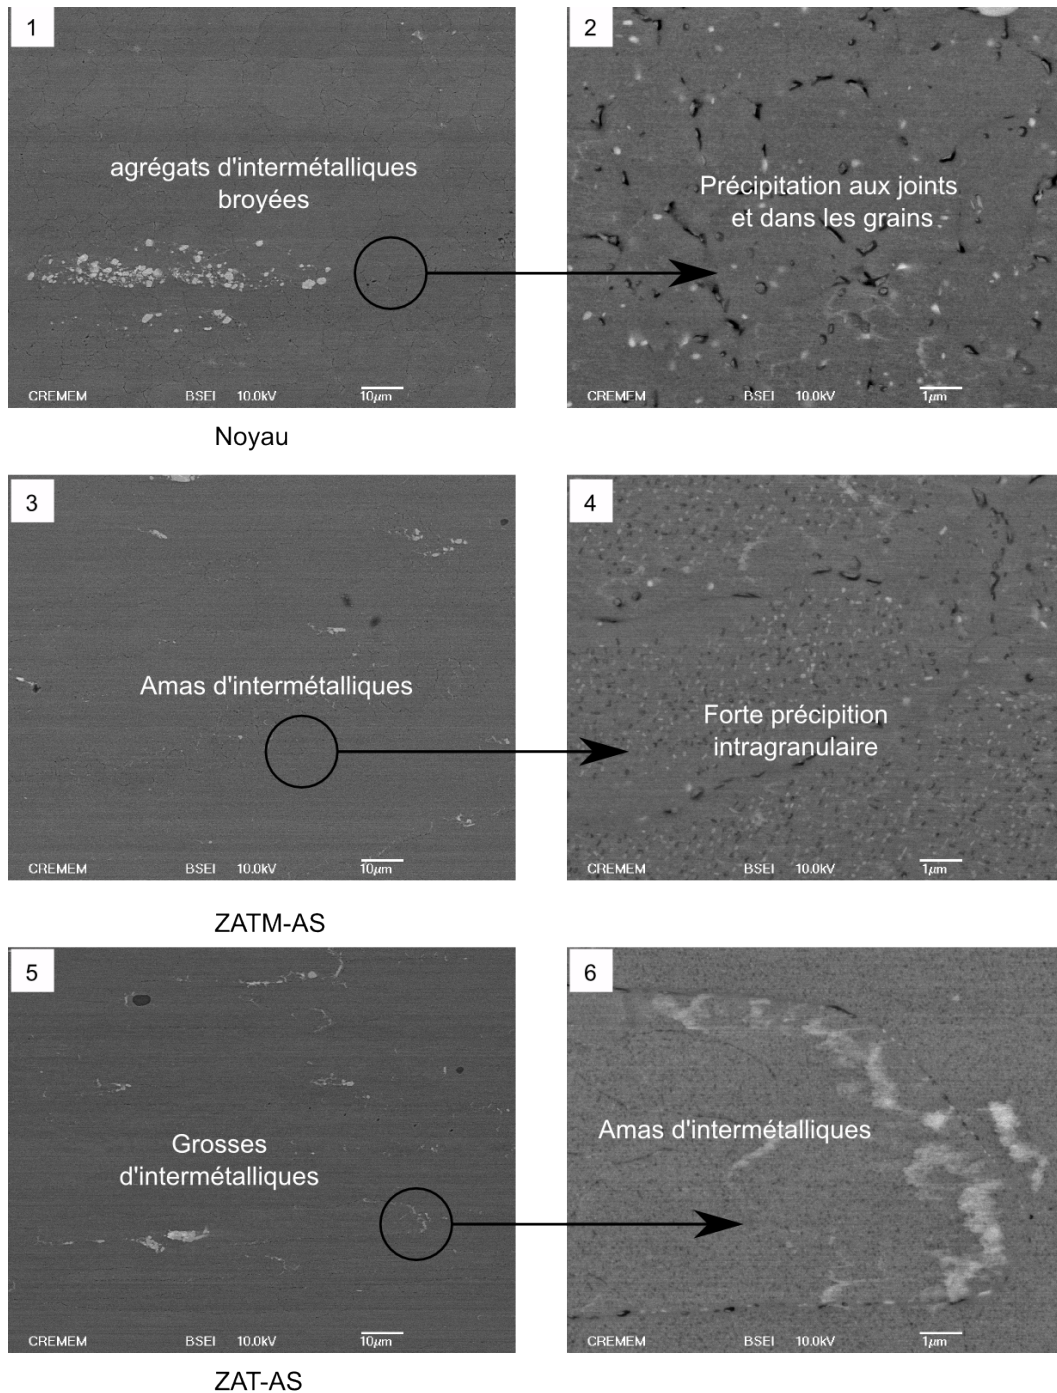 1
2
agrégats d'intermétalliques
broyées
Précipitation aux joints
et dans les grains
CREMEM BSEI 10.0kV 10µm
CREMEM BSEI 10.0kV 1µm
Noyau
3
4
Amas d'intermétalliques
Forte précipition
intragranulaire
CREMEM BSEI 10.0kV 10µm
CREMEM BSEI 10.0kV 1µm
ZATM-AS
5
6
Grosses
d'intermétalliques
Amas d'intermétalliques
CREMEM BSEI 10.0kV 10µm
CREMEM BSEI 10.0kV 1µm
ZAT-AS